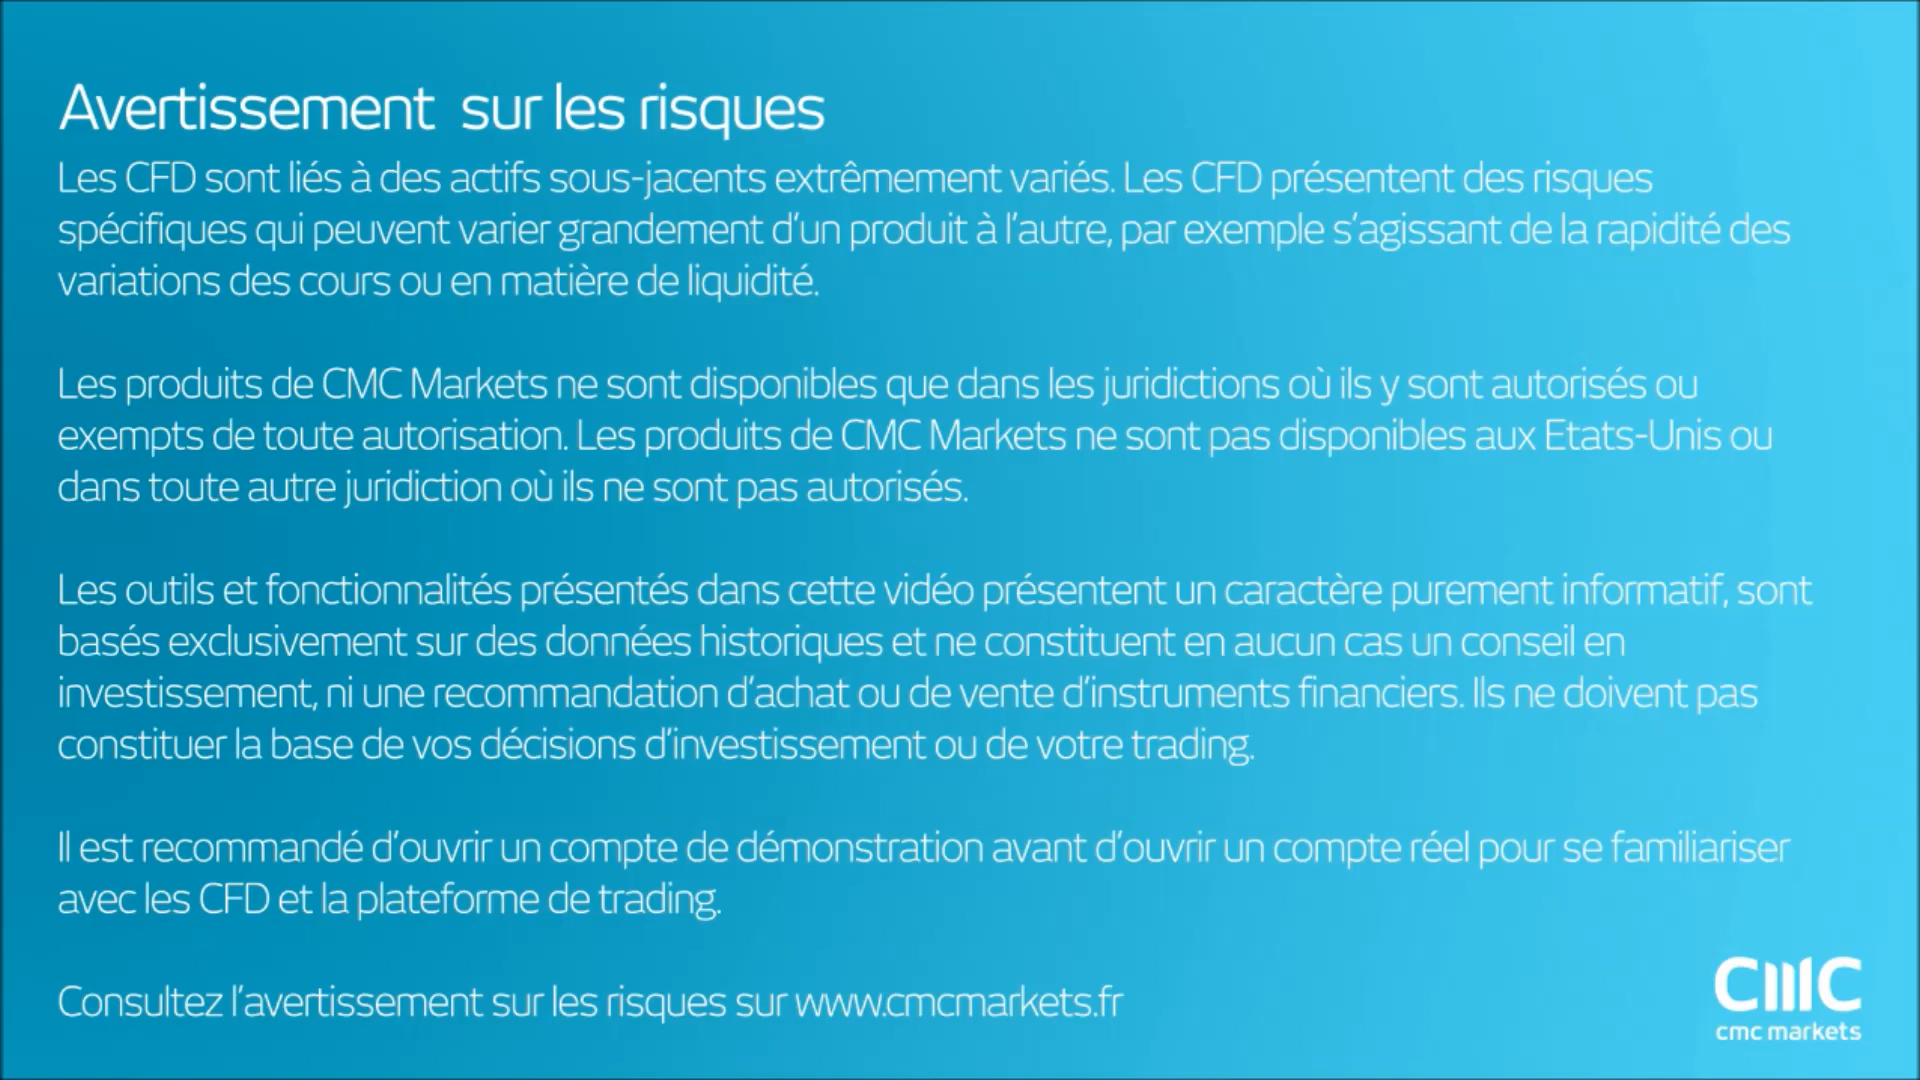 Avertissement sur les risques
Les CFD sont liés à des actifs sous-jacents extrêmement variés. Les CFD présentent des risques
spécifiques qui peuvent varier grandement d'un produit à l'autre, par exemple s'agissant de la rapidité des
variations des cours ou en matière de liquidité.
Les produits de CMC Markets ne sont disponibles que dans les juridictions où ils y sont autorisés ou
exempts de toute autorisation. Les produits de CMC Markets ne sont pas disponibles aux Etats-Unis ou
dans toute autre juridiction où ils ne sont pas autorisés.
Les outils et fonctionnalités présentés dans cette vidéo présentent un caractère purement informatif, sont
basés exclusivement sur des données historiques et ne constituent en aucun cas un conseil en
investissement, ni une recommandation d'achat ou de vente d'instruments financiers. Ils ne doivent pas
constituer la base de vos décisions d'investissement ou de votre trading.
Il est recommandé d'ouvrir un compte de démonstration avant d'ouvrir un compte réel pour se familiariser
avec les CFD et la plateforme de trading.
Consultez l'avertissement sur les risques sur www.cmcmarkets.fr
CMC
cmc markets